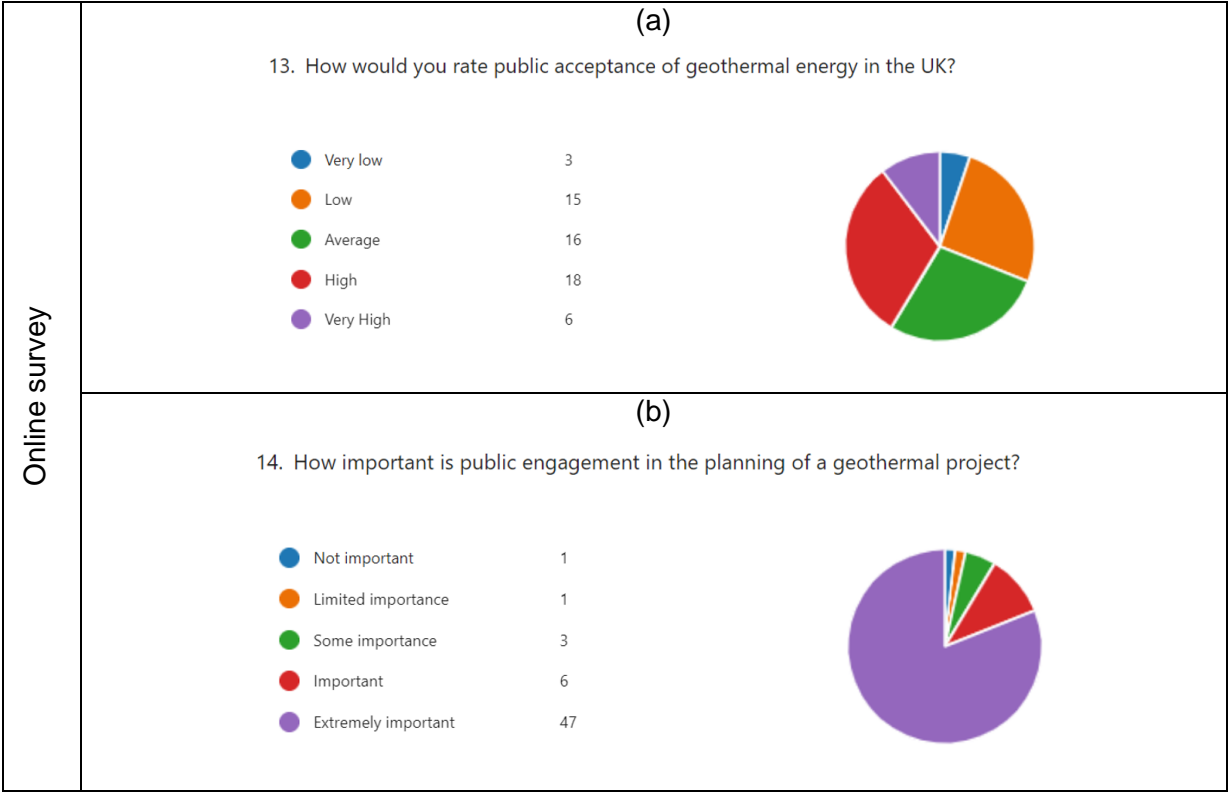 Online survey
(a)
13. How would you rate public acceptance of geothermal energy in the UK?
Very low 3
Low 15
Average 16
High 18
Very High 6
(b)
14. How important is public engagement in the planning of a geothermal project?
Not important 1
Limited importance 1
Some importance 3
Important 6
Extremely important 47